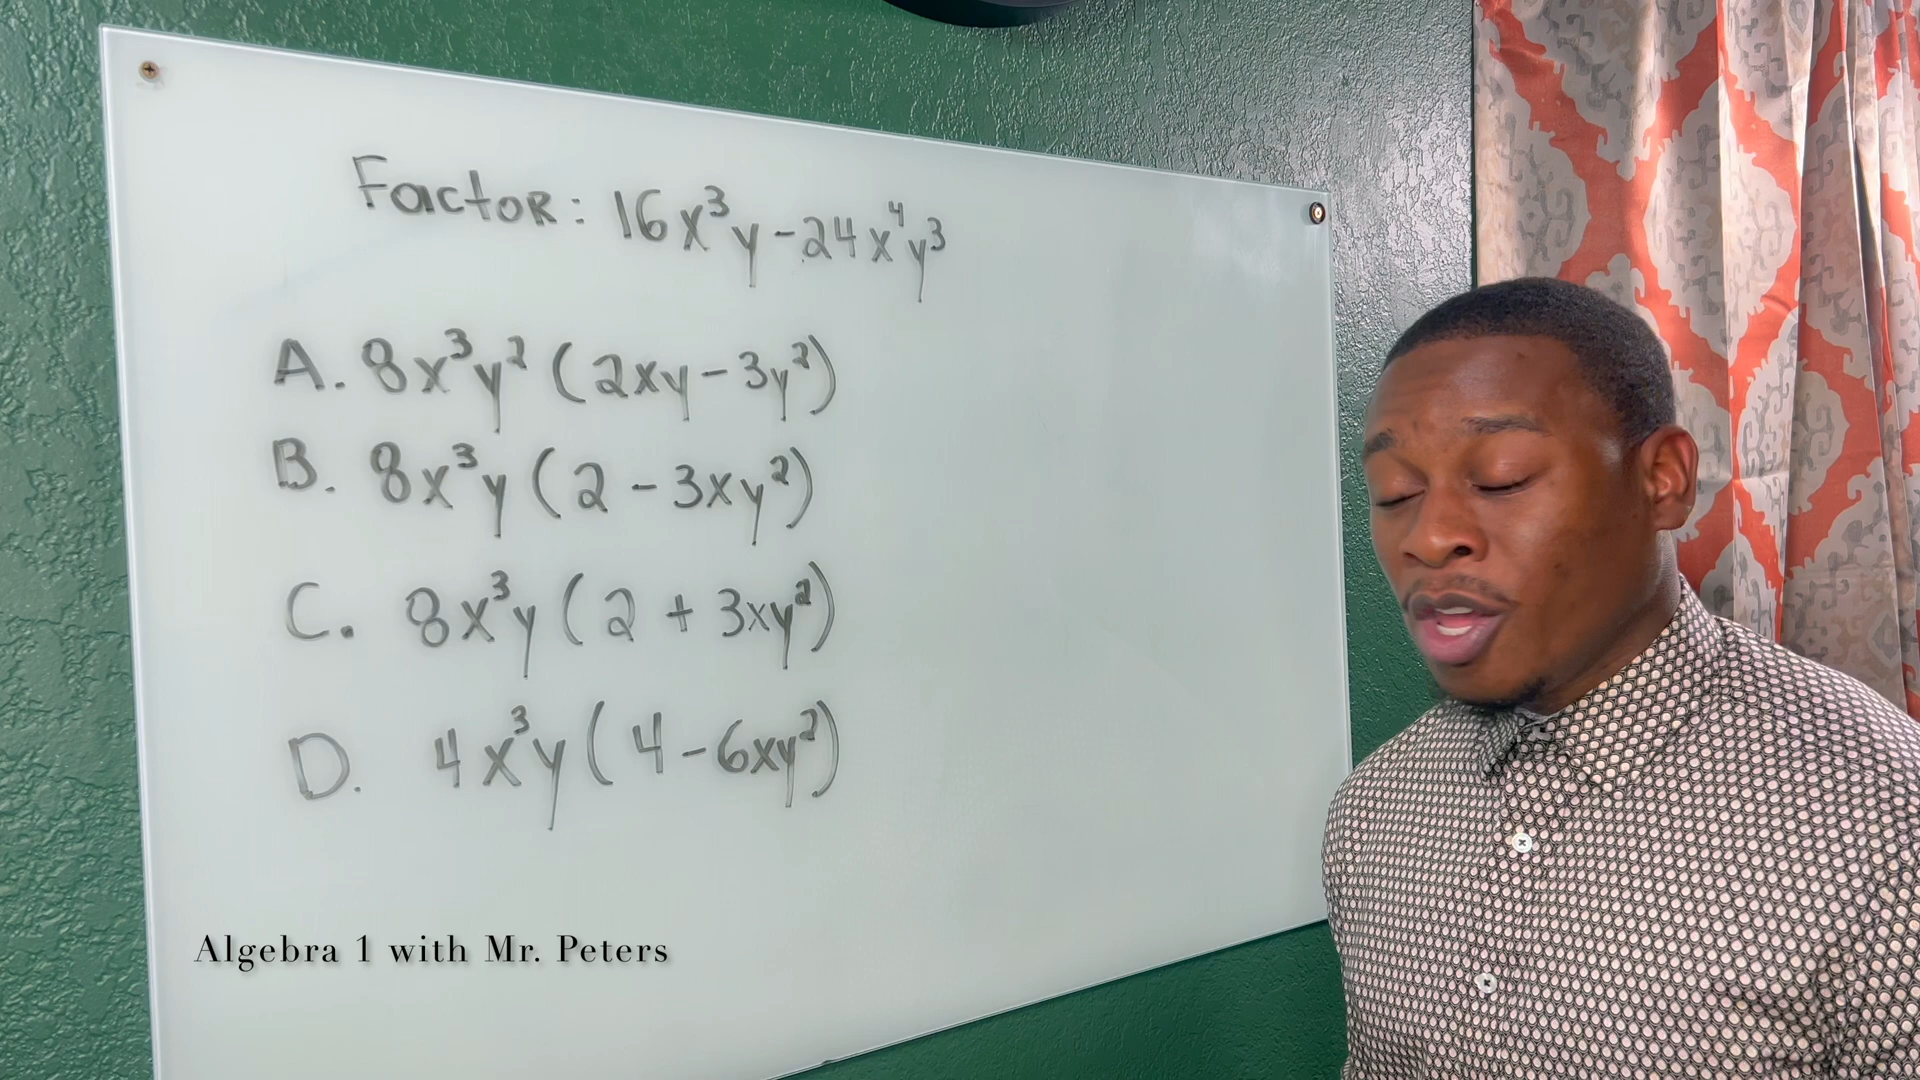 Factor: 16x³y - 24x⁴y³
A. 8x³y² (2xy - 3y²)
B. 8x³y (2 - 3xy²)
C. 8x³y (2 + 3xy²)
D. 4x³y (4 - 6xy²)
Algebra 1 with Mr. Peters